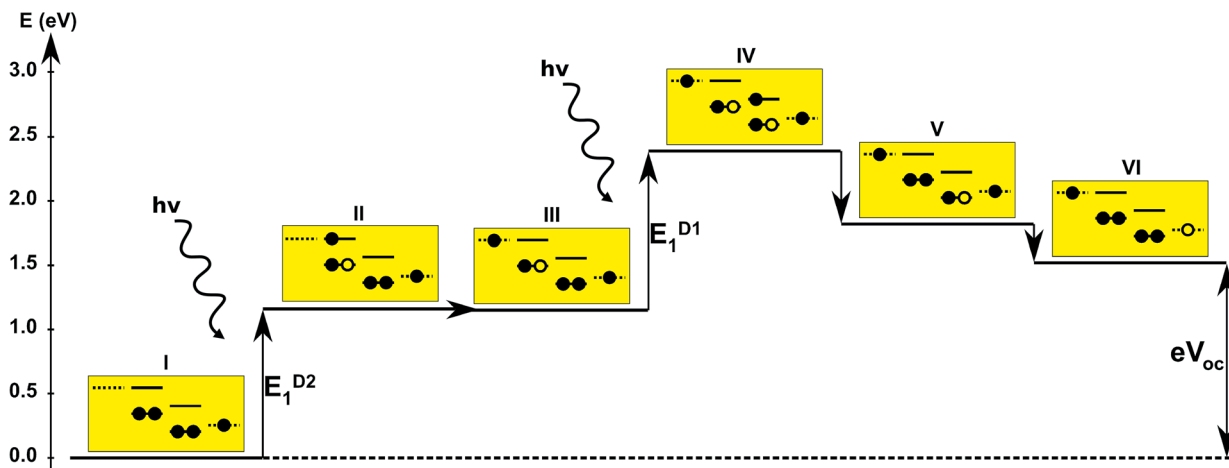 E (eV)
3.0
2.5
2.0
1.5
1.0
0.5
0.0
I
hν
E₁ᴰ²
II
III
hν
E₁ᴰ¹
IV
V
VI
eVₒc